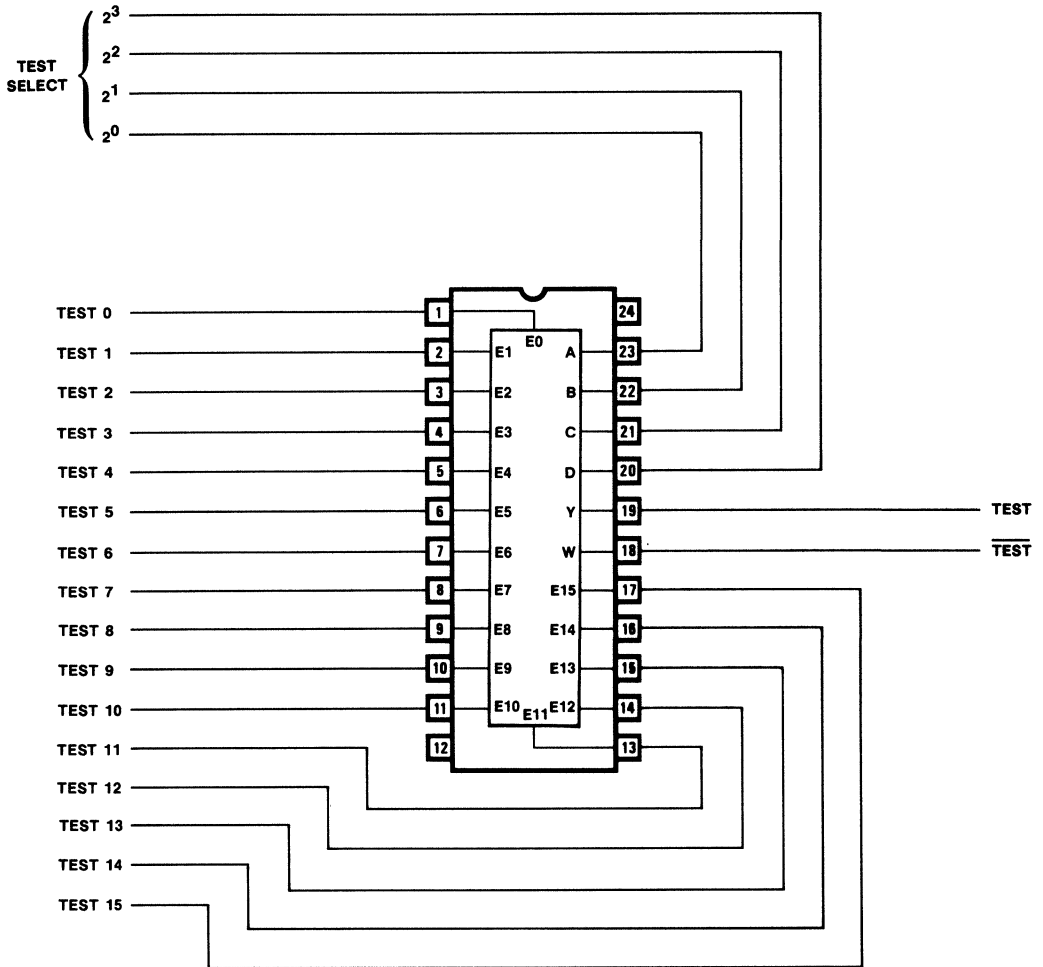 TEST SELECT
2³
2²
2¹
2⁰
TEST 0
TEST 1
TEST 2
TEST 3
TEST 4
TEST 5
TEST 6
TEST 7
TEST 8
TEST 9
TEST 10
TEST 11
TEST 12
TEST 13
TEST 14
TEST 15
1
2
3
4
5
6
7
8
9
10
11
12
E0
E1
E2
E3
E4
E5
E6
E7
E8
E9
E10
E11
A
B
C
D
Y
W
E15
E14
E13
E12
24
23
22
21
20
19
18
17
16
15
14
13
TEST
T̅E̅S̅T̅